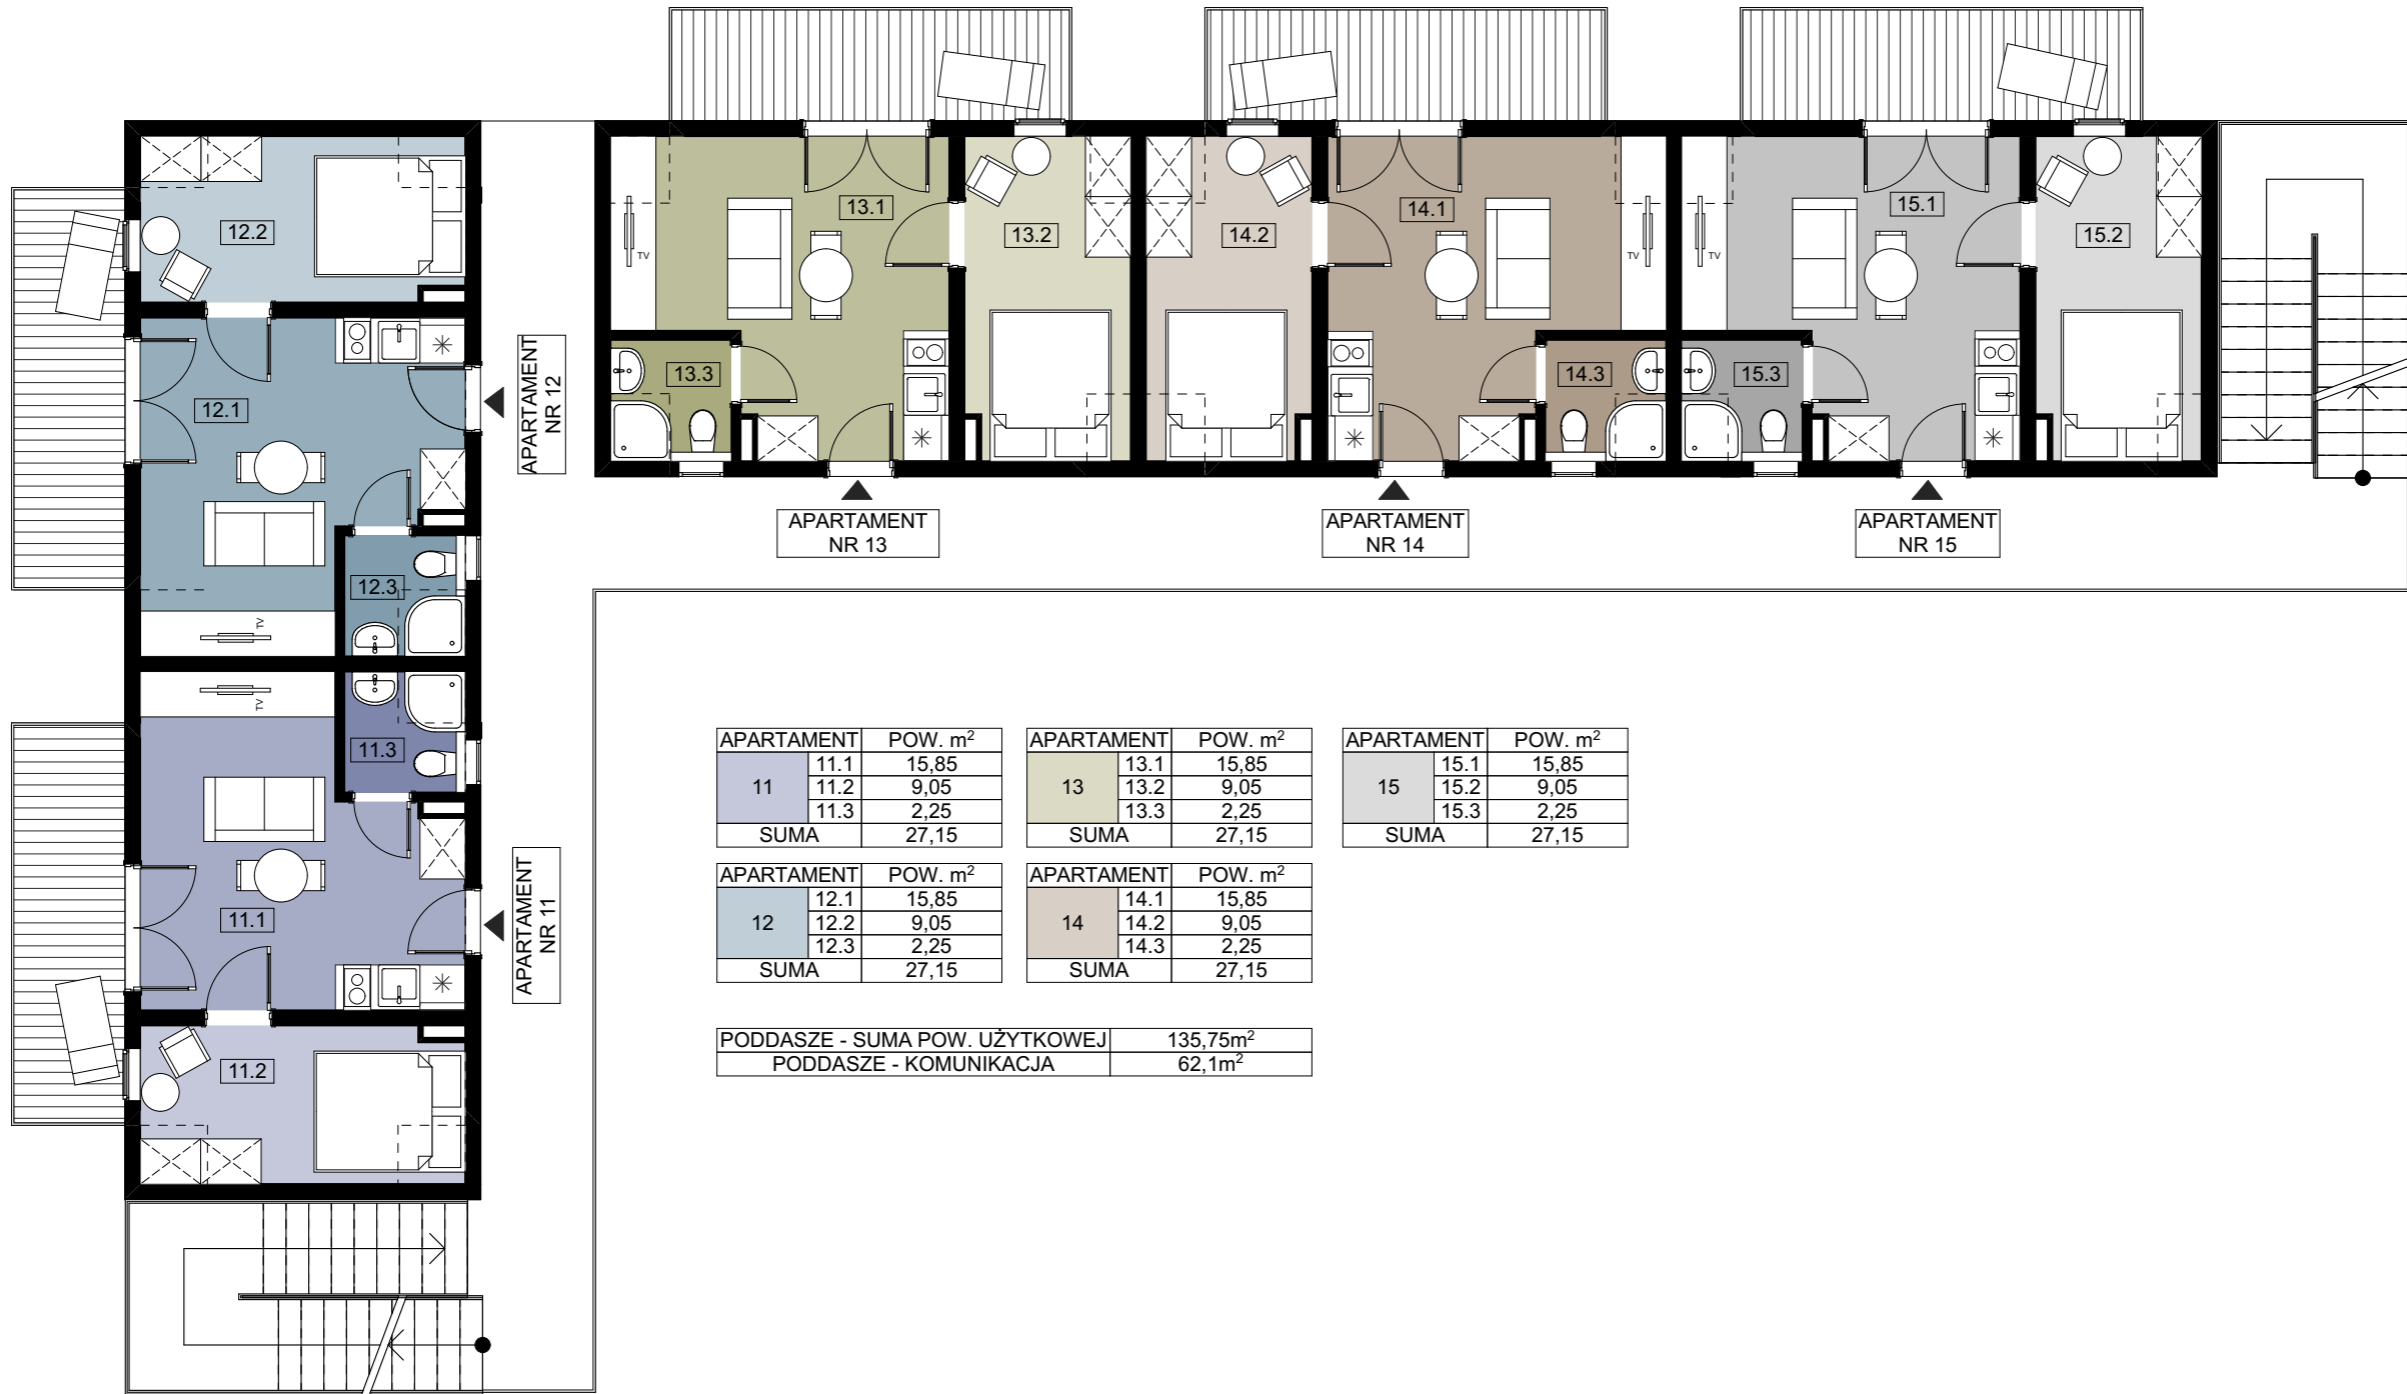 12.2
12.1
12.3
TV
APARTAMENT
NR 12
TV
11.3
11.1
11.2
APARTAMENT
NR 11
TV
13.1
13.2
13.3
APARTAMENT
NR 13
14.2
14.1
TV
14.3
APARTAMENT
NR 14
TV
15.1
15.2
15.3
APARTAMENT
NR 15
APARTAMENT POW. m²
11 11.1 15,85
11.2 9,05
11.3 2,25
SUMA 27,15
APARTAMENT POW. m²
13 13.1 15,85
13.2 9,05
13.3 2,25
SUMA 27,15
APARTAMENT POW. m²
15 15.1 15,85
15.2 9,05
15.3 2,25
SUMA 27,15
APARTAMENT POW. m²
12 12.1 15,85
12.2 9,05
12.3 2,25
SUMA 27,15
APARTAMENT POW. m²
14 14.1 15,85
14.2 9,05
14.3 2,25
SUMA 27,15
PODDASZE - SUMA POW. UŻYTKOWEJ 135,75m²
PODDASZE - KOMUNIKACJA 62,1m²